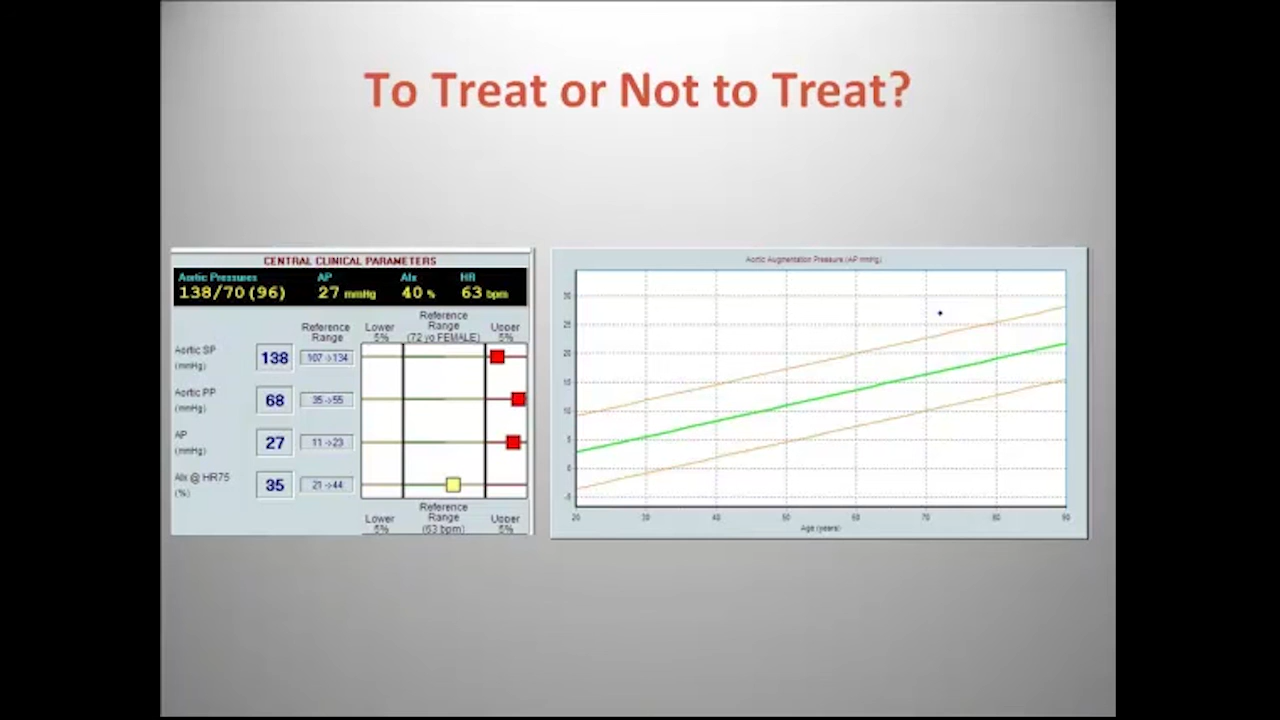 To Treat or Not to Treat?
CENTRAL CLINICAL PARAMETERS
Aortic Pressures AP AIx HR
138/70 (96) 27 mmHg 40 % 63 bpm
Reference Range
Lower 5%
Reference Range (72 yo FEMALE)
Upper 5%
Aortic SP (mmHg) 138 107->134
Aortic PP (mmHg) 68 35->55
AP (mmHg) 27 11->23
AIx @ HR75 (%) 35 21->44
Lower 5%
Reference Range (63 bpm)
Upper 5%
Aortic Augmentation Pressure (AP mmHg)
30
25
20
15
10
5
0
-5
20 30 40 50 60 70 80 90
Age (years)